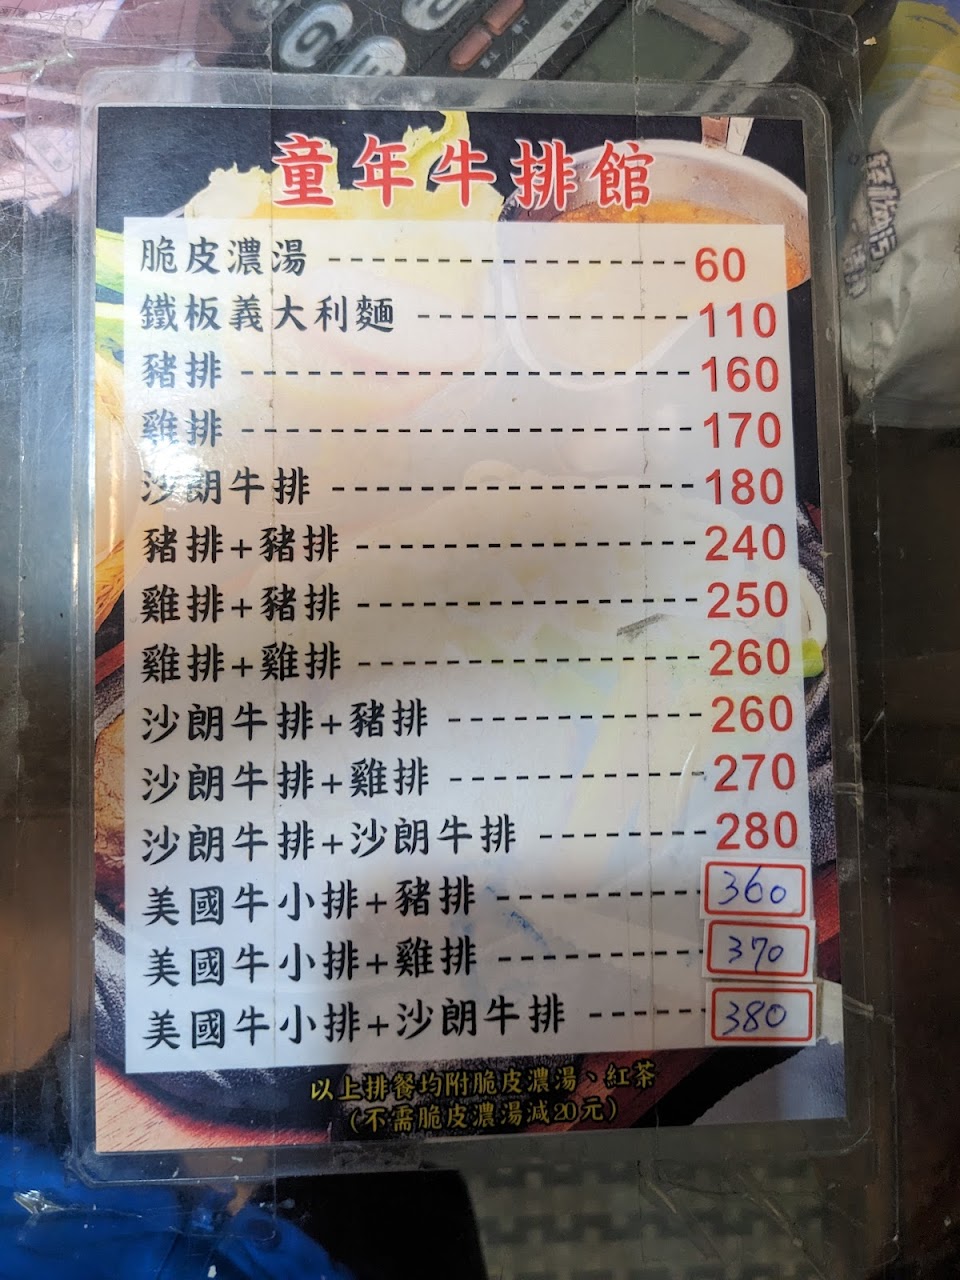 童年牛排館
脆皮濃湯 ---------------- 60
鐵板義大利麵 ------------ 110
豬排 -------------------- 160
雞排 -------------------- 170
沙朗牛排 ---------------- 180
豬排+豬排 --------------- 240
雞排+豬排 --------------- 250
雞排+雞排 --------------- 260
沙朗牛排+豬排 ----------- 260
沙朗牛排+雞排 ----------- 270
沙朗牛排+沙朗牛排 -------- 280
美國牛小排+豬排 --------- 360
美國牛小排+雞排 --------- 370
美國牛小排+沙朗牛排 ------ 380
以上排餐均附脆皮濃湯、紅茶
(不需脆皮濃湯減20元)